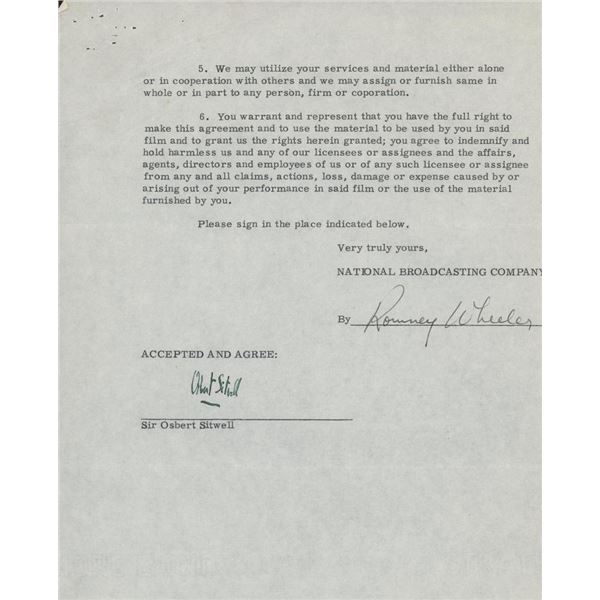 5. We may utilize your services and material either alone
or in cooperation with others and we may assign or furnish same in
whole or in part to any person, firm or coporation.
6. You warrant and represent that you have the full right to
make this agreement and to use the material to be used by you in said
film and to grant us the rights herein granted; you agree to indemnify and
hold harmless us and any of our licensees or assignees and the affairs,
agents, directors and employees of us or of any such licensee or assignee
from any and all claims, actions, loss, damage or expense caused by or
arising out of your performance in said film or the use of the material
furnished by you.
Please sign in the place indicated below.
Very truly yours,
NATIONAL BROADCASTING COMPANY
By Romney Wheeler
ACCEPTED AND AGREE:
Osbert Sitwell
Sir Osbert Sitwell